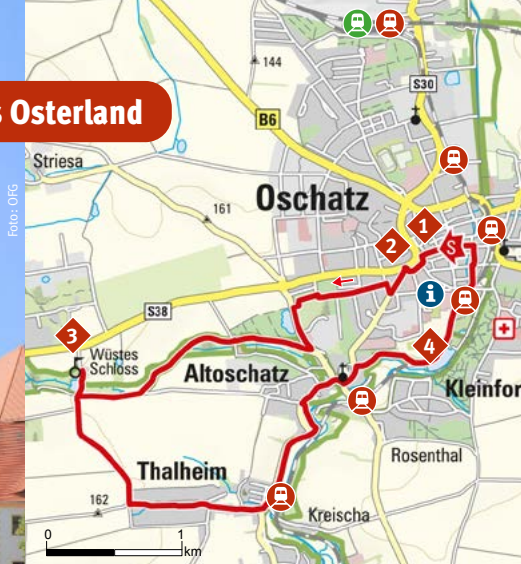 s Osterland
Foto: OFG
144
S30
B6
Striesa
Oschatz
161
1
2
S
S38
i
3
Wüstes
Schloss
Altoschatz
4
Kleinfor
Thalheim
Rosenthal
162
Kreischa
0 1
km